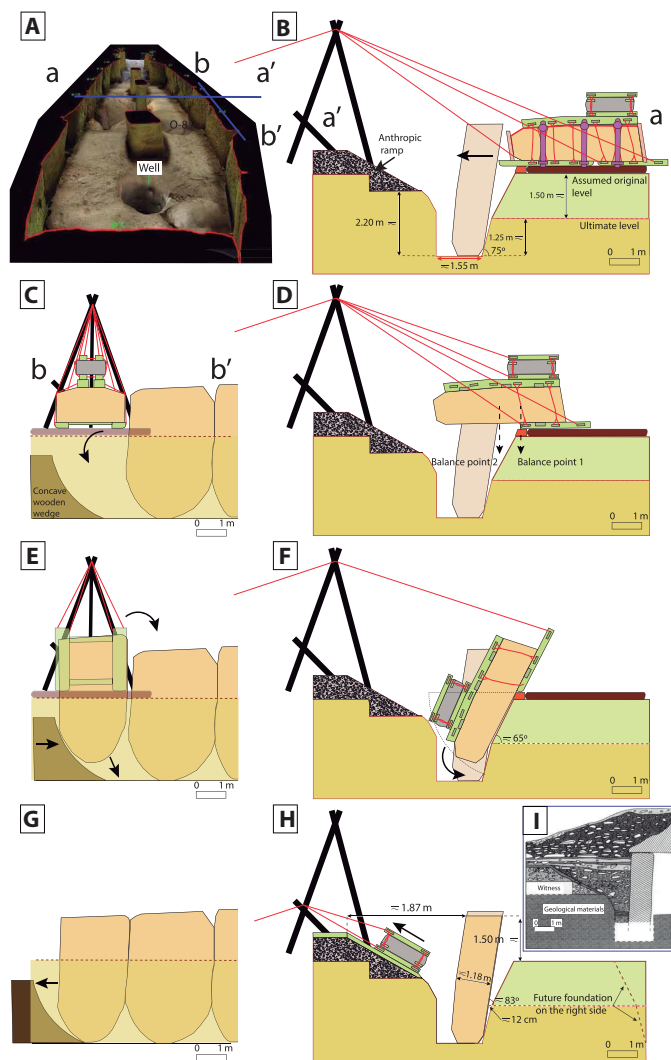 A
a
b
a′
O-8
b′
Well
B
a′
a
Anthropic
ramp
Assumed original
level
1.50 m ≂
2.20 m ≂
Ultimate level
1.25 m ≂
75º
≂1.55 m
0 1 m
C
b
b′
Concave
wooden
wedge
0 1 m
D
Balance point 2
Balance point 1
0 1 m
E
0 1 m
F
≂ 65º
0 1 m
G
0 1 m
H
≂ 1.87 m
1.50 m ≂
≂1.18 m
≂83º
≂12 cm
Future foundation
on the right side
0 1 m
I
Witness
Geological materials
0 1 m